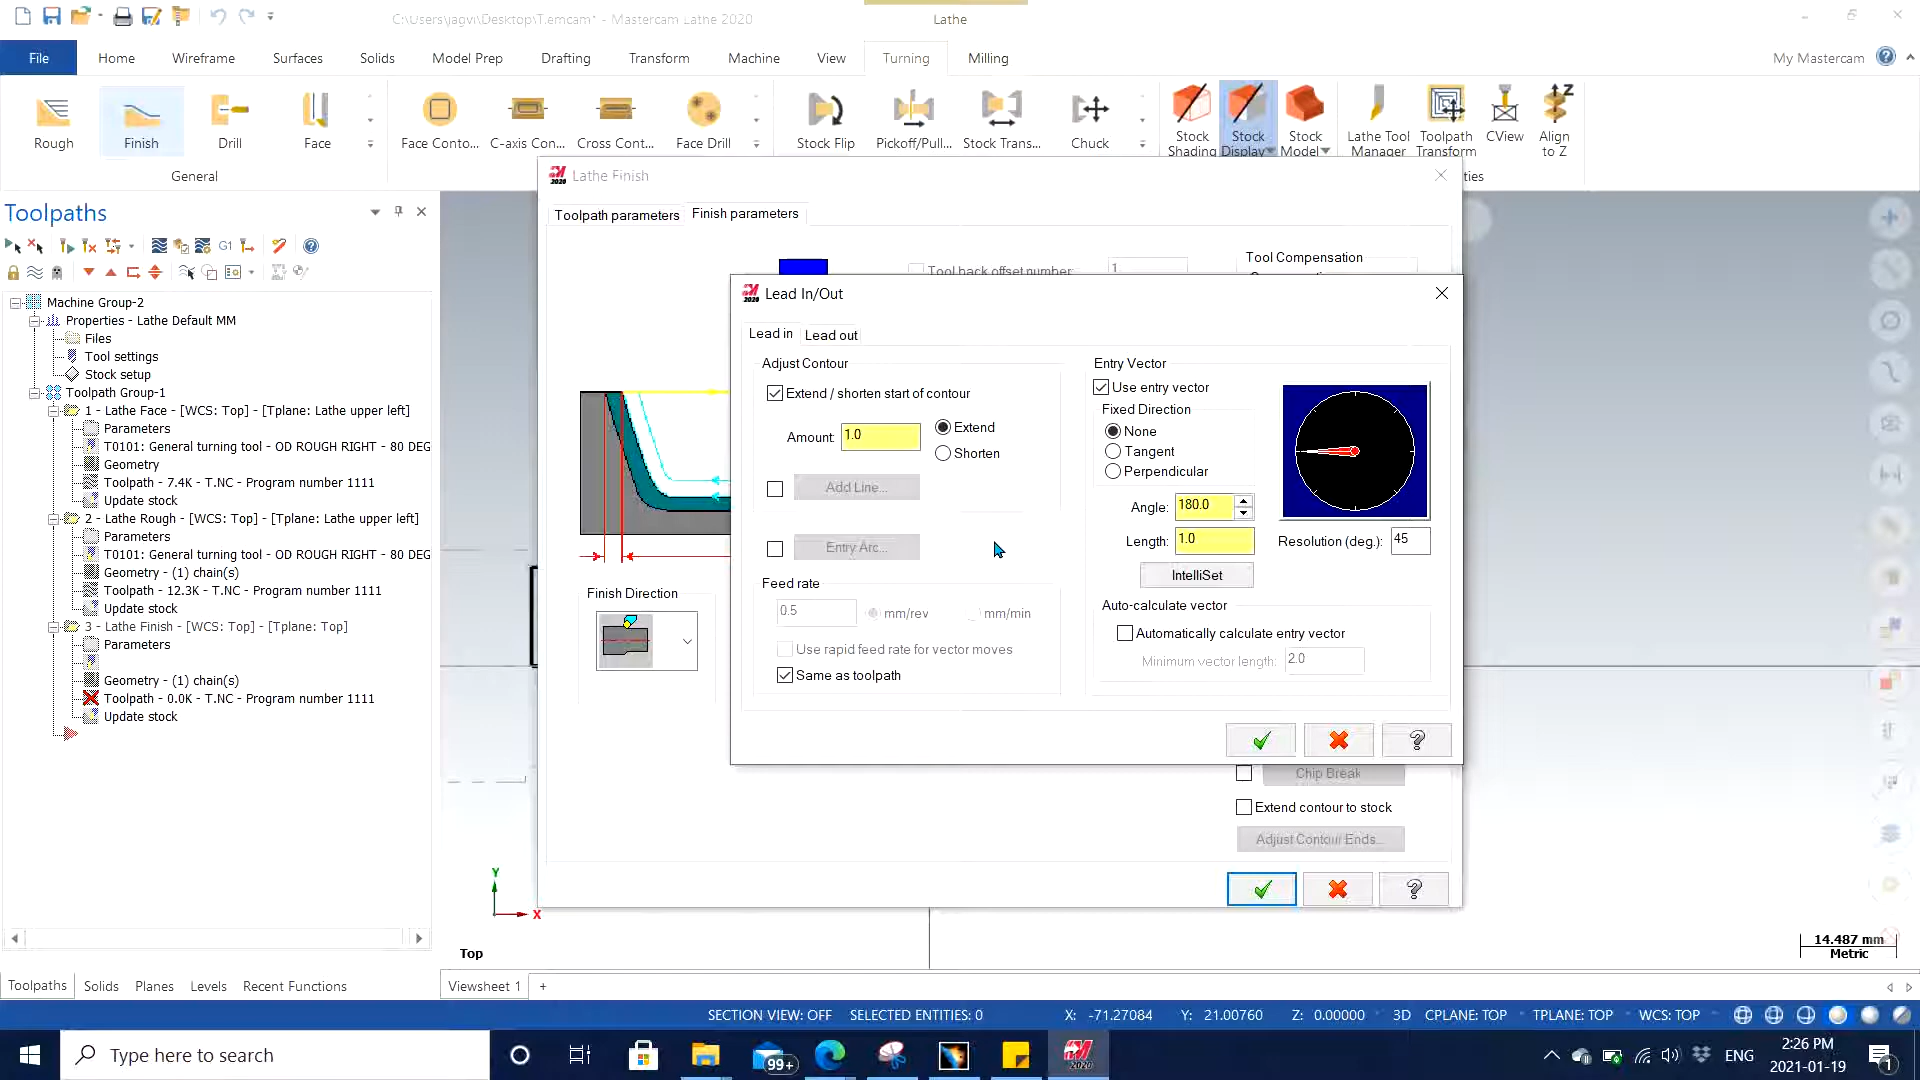 C:\Users\jagvi\Desktop\T.emcam* - Mastercam Lathe 2020
Lathe
File
Home
Wireframe
Surfaces
Solids
Model Prep
Drafting
Transform
Machine
View
Turning
Milling
My Mastercam
Rough
Finish
Drill
Face
Face Conto...
C-axis Con...
Cross Cont...
Face Drill
Stock Flip
Pickoff/Pull...
Stock Trans...
Chuck
Stock Shading
Stock Display
Stock Model
Lathe Tool Manager
Toolpath Transform
CView
Align to Z
General
ties
Toolpaths
G1
Machine Group-2
Properties - Lathe Default MM
Files
Tool settings
Stock setup
Toolpath Group-1
1 - Lathe Face - [WCS: Top] - [Tplane: Lathe upper left]
Parameters
T0101: General turning tool - OD ROUGH RIGHT - 80 DEG
Geometry
Toolpath - 7.4K - T.NC - Program number 1111
Update stock
2 - Lathe Rough - [WCS: Top] - [Tplane: Lathe upper left]
Parameters
T0101: General turning tool - OD ROUGH RIGHT - 80 DEG
Geometry - (1) chain(s)
Toolpath - 12.3K - T.NC - Program number 1111
Update stock
3 - Lathe Finish - [WCS: Top] - [Tplane: Top]
Parameters
Geometry - (1) chain(s)
Toolpath - 0.0K - T.NC - Program number 1111
Update stock
Lathe Finish
Toolpath parameters
Finish parameters
Tool back offset number:
1
Tool Compensation
Finish Direction
Lead In/Out
Lead in
Lead out
Adjust Contour
Extend / shorten start of contour
Amount:
1.0
Extend
Shorten
Add Line...
Entry Arc...
Feed rate
0.5
mm/rev
mm/min
Use rapid feed rate for vector moves
Same as toolpath
Entry Vector
Use entry vector
Fixed Direction
None
Tangent
Perpendicular
Angle:
180.0
Length:
1.0
Resolution (deg.):
45
IntelliSet
Auto-calculate vector
Automatically calculate entry vector
Minimum vector length:
2.0
Chip Break
Extend contour to stock
Adjust Contour Ends...
Y
X
Top
14.487 mm
Metric
Toolpaths
Solids
Planes
Levels
Recent Functions
Viewsheet 1
+
SECTION VIEW: OFF
SELECTED ENTITIES: 0
X: -71.27084
Y: 21.00760
Z: 0.00000
3D
CPLANE: TOP
TPLANE: TOP
WCS: TOP
Type here to search
99+
2020
ENG
2:26 PM
2021-01-19
1